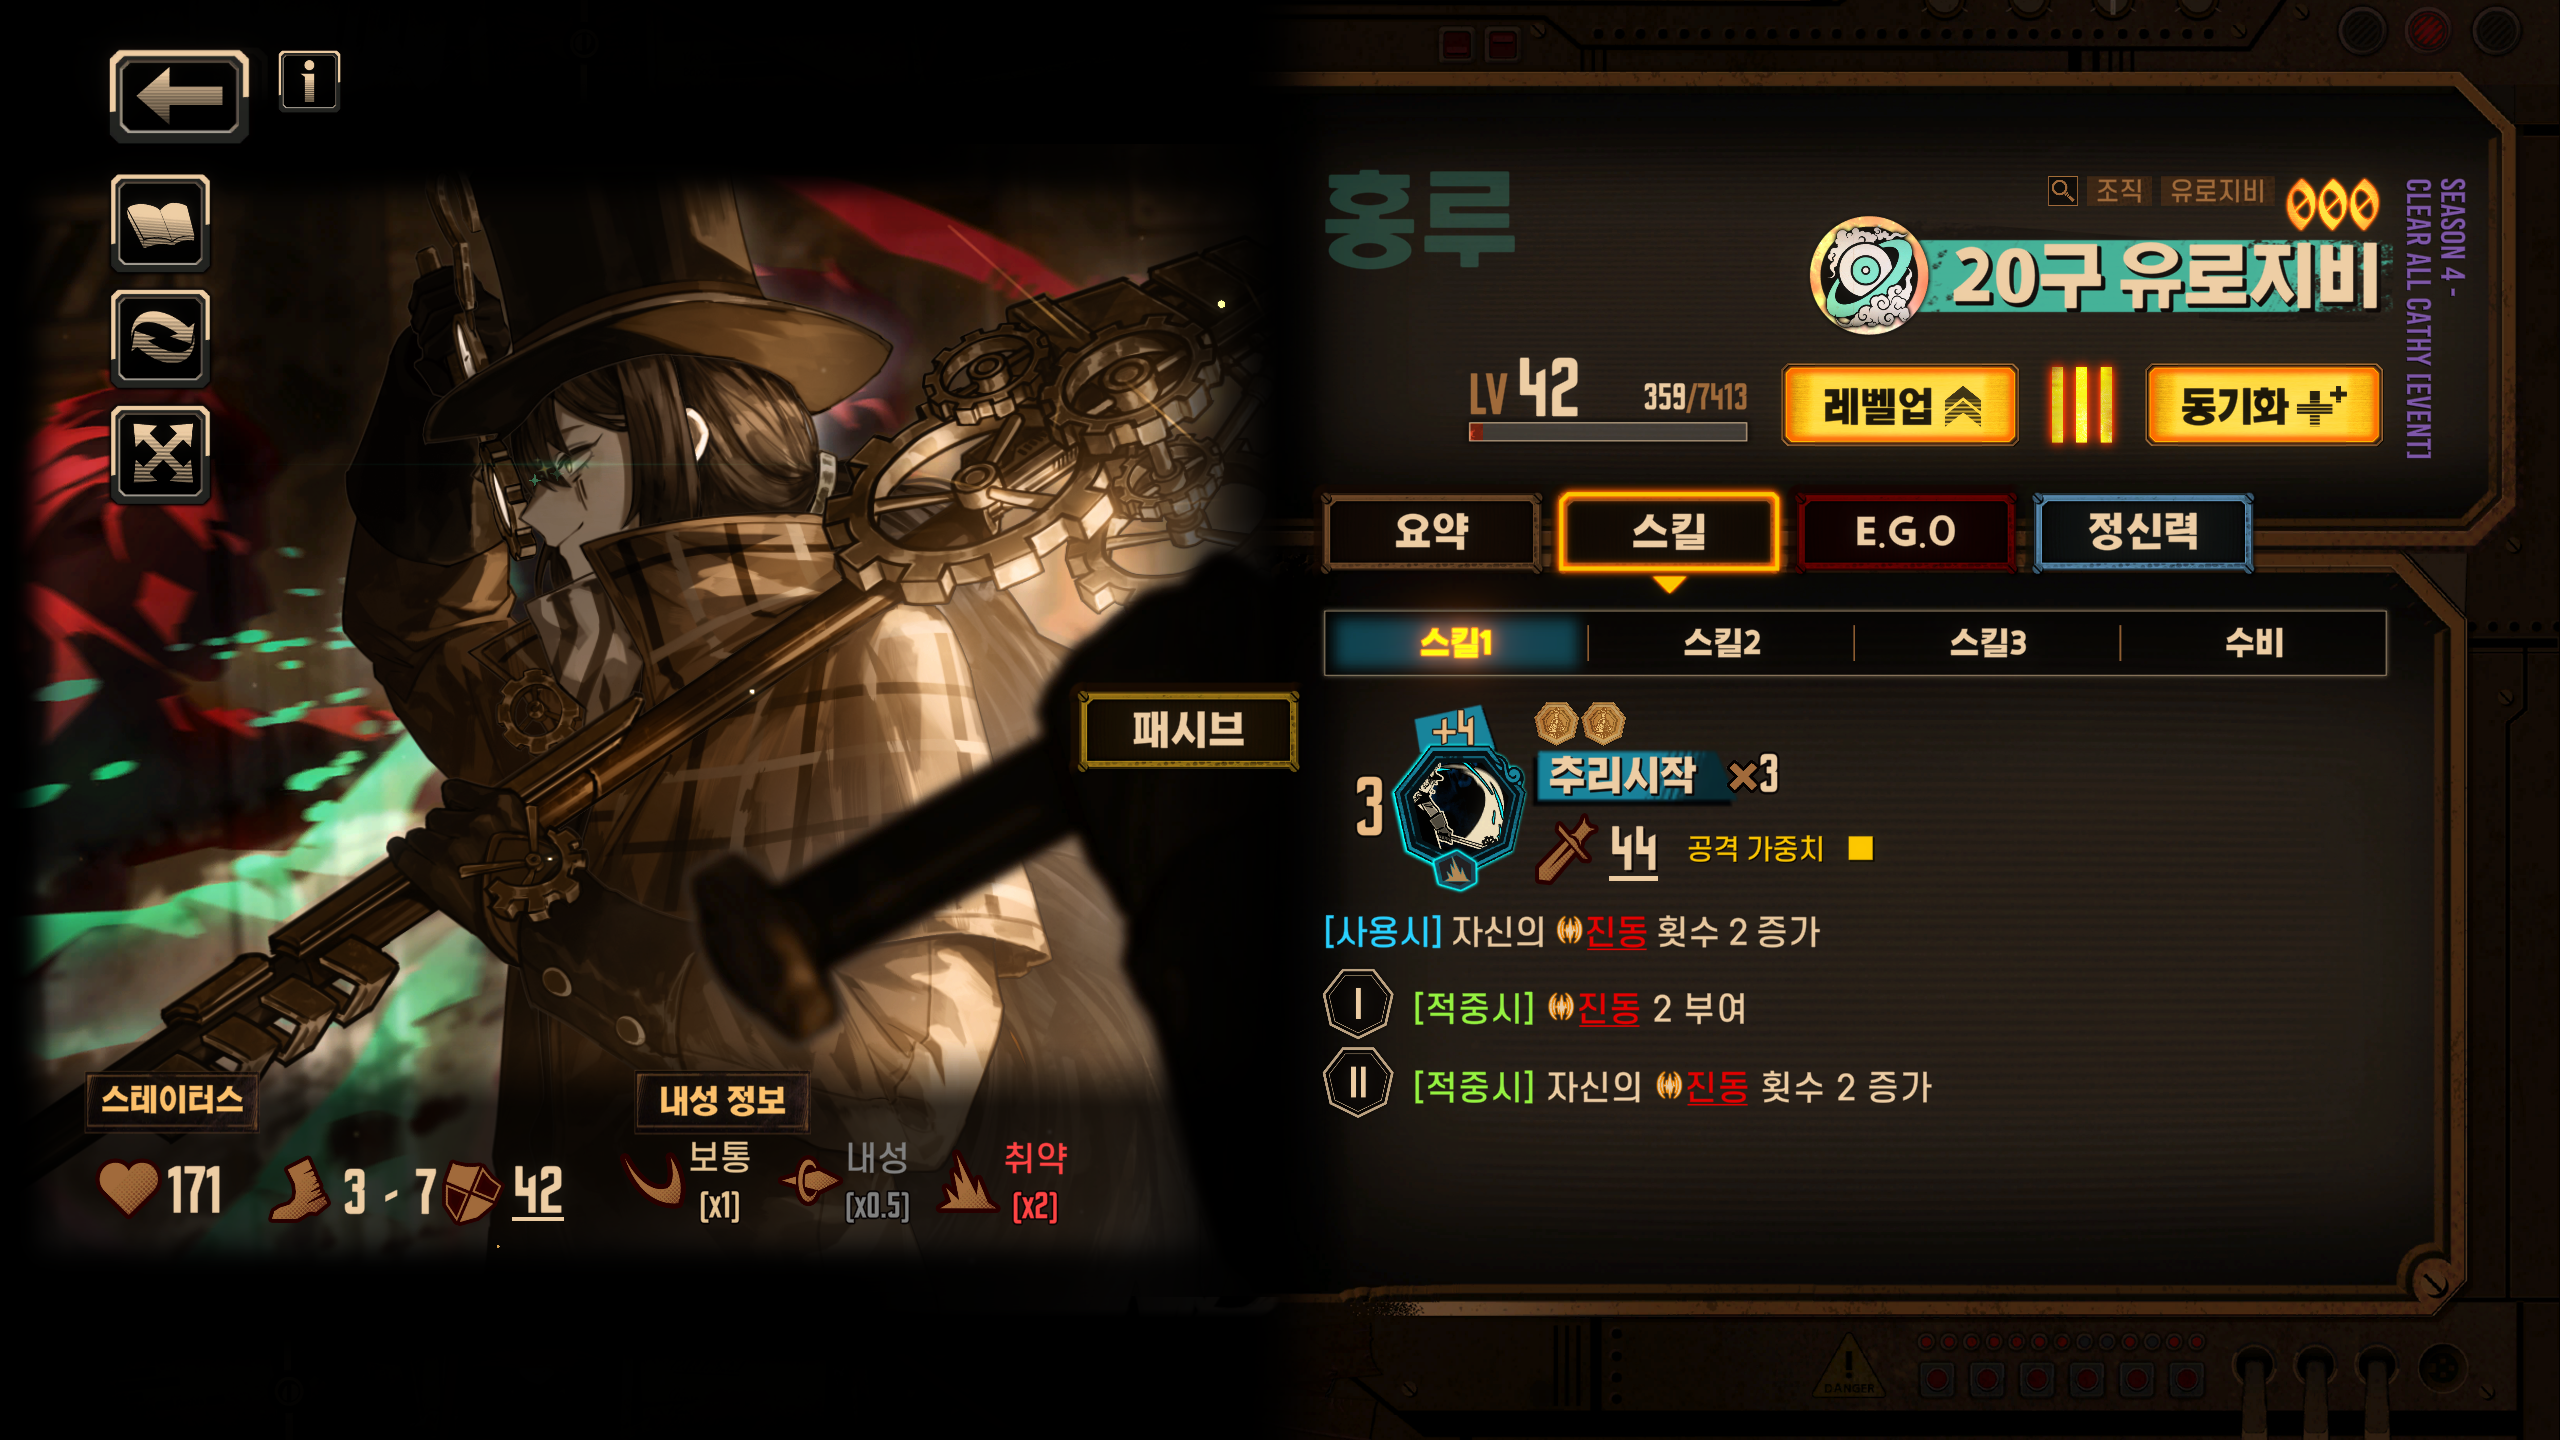 홍루
조직 유로지비
20구 유로지비
SEASON 4 -
CLEAR ALL CATHY [EVENT]
LV 42 359/7413
레벨업
동기화
요약 스킬 E.G.O 정신력
스킬1 스킬2 스킬3 수비
패시브
+4
3
추리시작 ×3
44 공격 가중치
[사용시] 자신의 진동 횟수 2 증가
I [적중시] 진동 2 부여
II [적중시] 자신의 진동 횟수 2 증가
스테이터스
171 3 - 7 42
내성 정보
보통 내성 취약
[x1] [x0.5] [x2]
DANGER